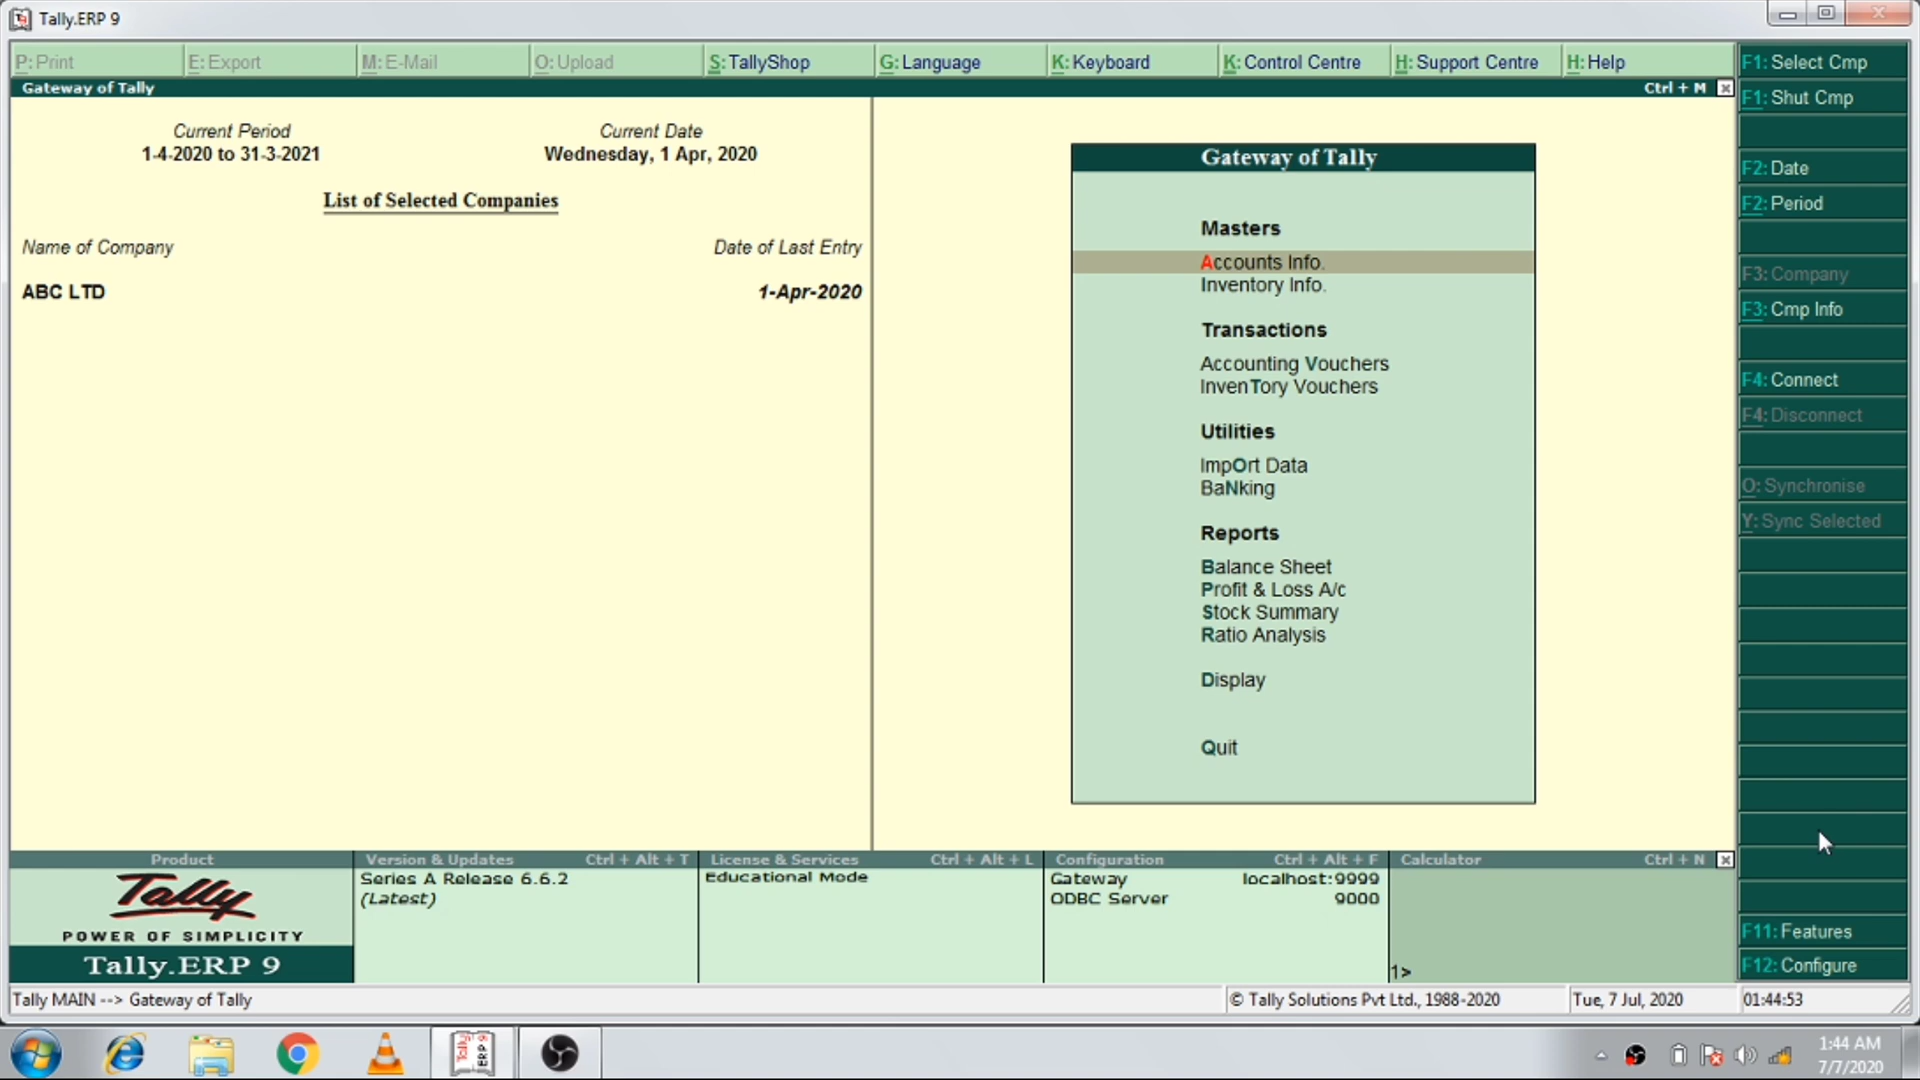 Tally.ERP 9
P: Print E: Export M: E-Mail O: Upload S: TallyShop G: Language K: Keyboard K: Control Centre H: Support Centre H: Help
Gateway of Tally Ctrl + M
Current Period Current Date
1-4-2020 to 31-3-2021 Wednesday, 1 Apr, 2020
List of Selected Companies
Name of Company Date of Last Entry
ABC LTD 1-Apr-2020
Gateway of Tally
Masters
Accounts Info.
Inventory Info.
Transactions
Accounting Vouchers
InvenTory Vouchers
Utilities
ImpOrt Data
BaNking
Reports
Balance Sheet
Profit & Loss A/c
Stock Summary
Ratio Analysis
Display
Quit
F1: Select Cmp
F1: Shut Cmp
F2: Date
F2: Period
F3: Company
F3: Cmp Info
F4: Connect
F4: Disconnect
O: Synchronise
Y: Sync Selected
F11: Features
F12: Configure
Product
Tally
POWER OF SIMPLICITY
Tally.ERP 9
Version & Updates Ctrl + Alt + T
Series A Release 6.6.2
(Latest)
License & Services Ctrl + Alt + L
Educational Mode
Configuration Ctrl + Alt + F
Gateway localhost:9999
ODBC Server 9000
Calculator Ctrl + N
1>
Tally MAIN --> Gateway of Tally © Tally Solutions Pvt Ltd., 1988-2020 Tue, 7 Jul, 2020 01:44:53
Tally ERP 9
1:44 AM
7/7/2020